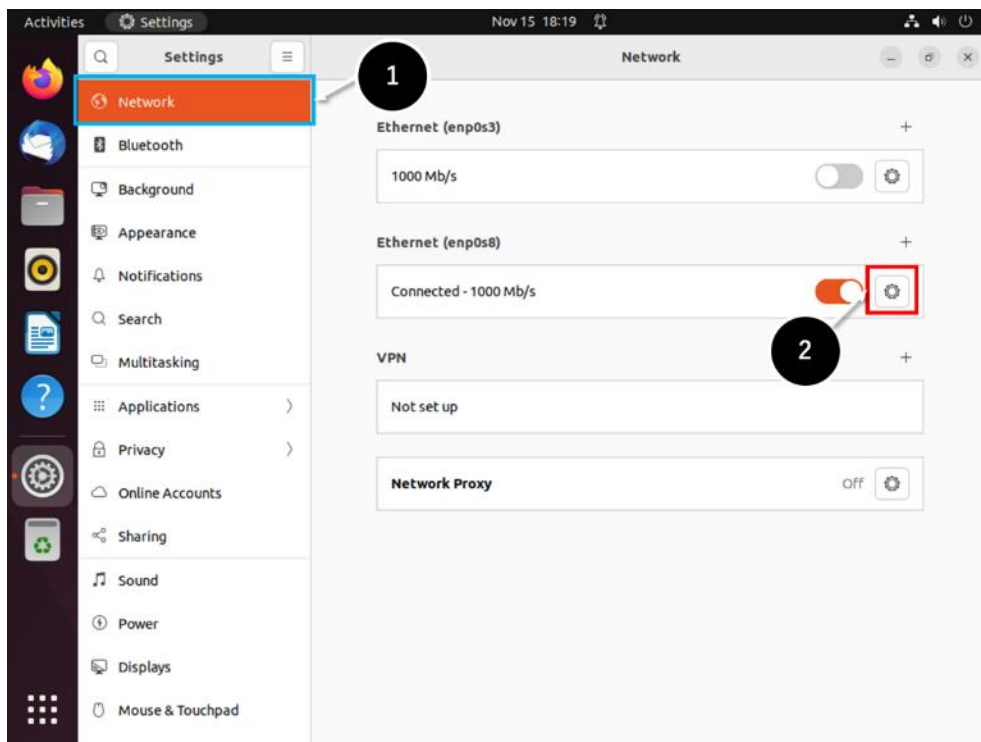 Activities Settings Nov 15 18:19
Settings Network
1
Network
Bluetooth
Background
Appearance
Notifications
Search
Multitasking
Applications
Privacy
Online Accounts
Sharing
Sound
Power
Displays
Mouse & Touchpad
Ethernet (enp0s3)
1000 Mb/s
Ethernet (enp0s8)
Connected - 1000 Mb/s
2
VPN
Not set up
Network Proxy Off